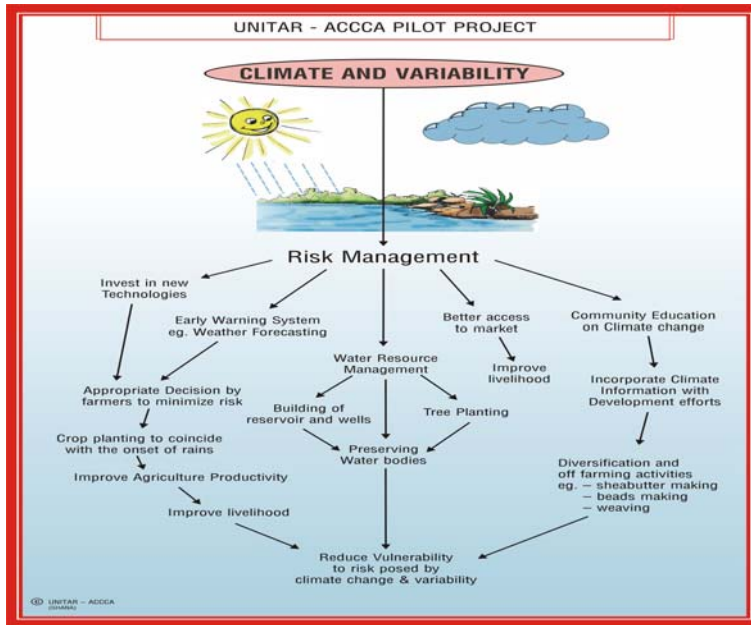 UNITAR - ACCCA PILOT PROJECT
CLIMATE AND VARIABILITY
Risk Management
Invest in new
Technologies
Early Warning System
eg. Weather Forecasting
Better access
to market
Community Education
on Climate change
Water Resource
Management
Improve
livelihood
Appropriate Decision by
farmers to minimize risk
Building of
reservoir and wells
Tree Planting
Incorporate Climate
Information with
Development efforts
Crop planting to coincide
with the onset of rains
Preserving
Water bodies
Improve Agriculture Productivity
Diversification and
off farming activities
eg. – sheabutter making
– beads making
– weaving
Improve livelihood
Reduce Vulnerability
to risk posed by
climate change & variability
© UNITAR – ACCCA
(GHANA)